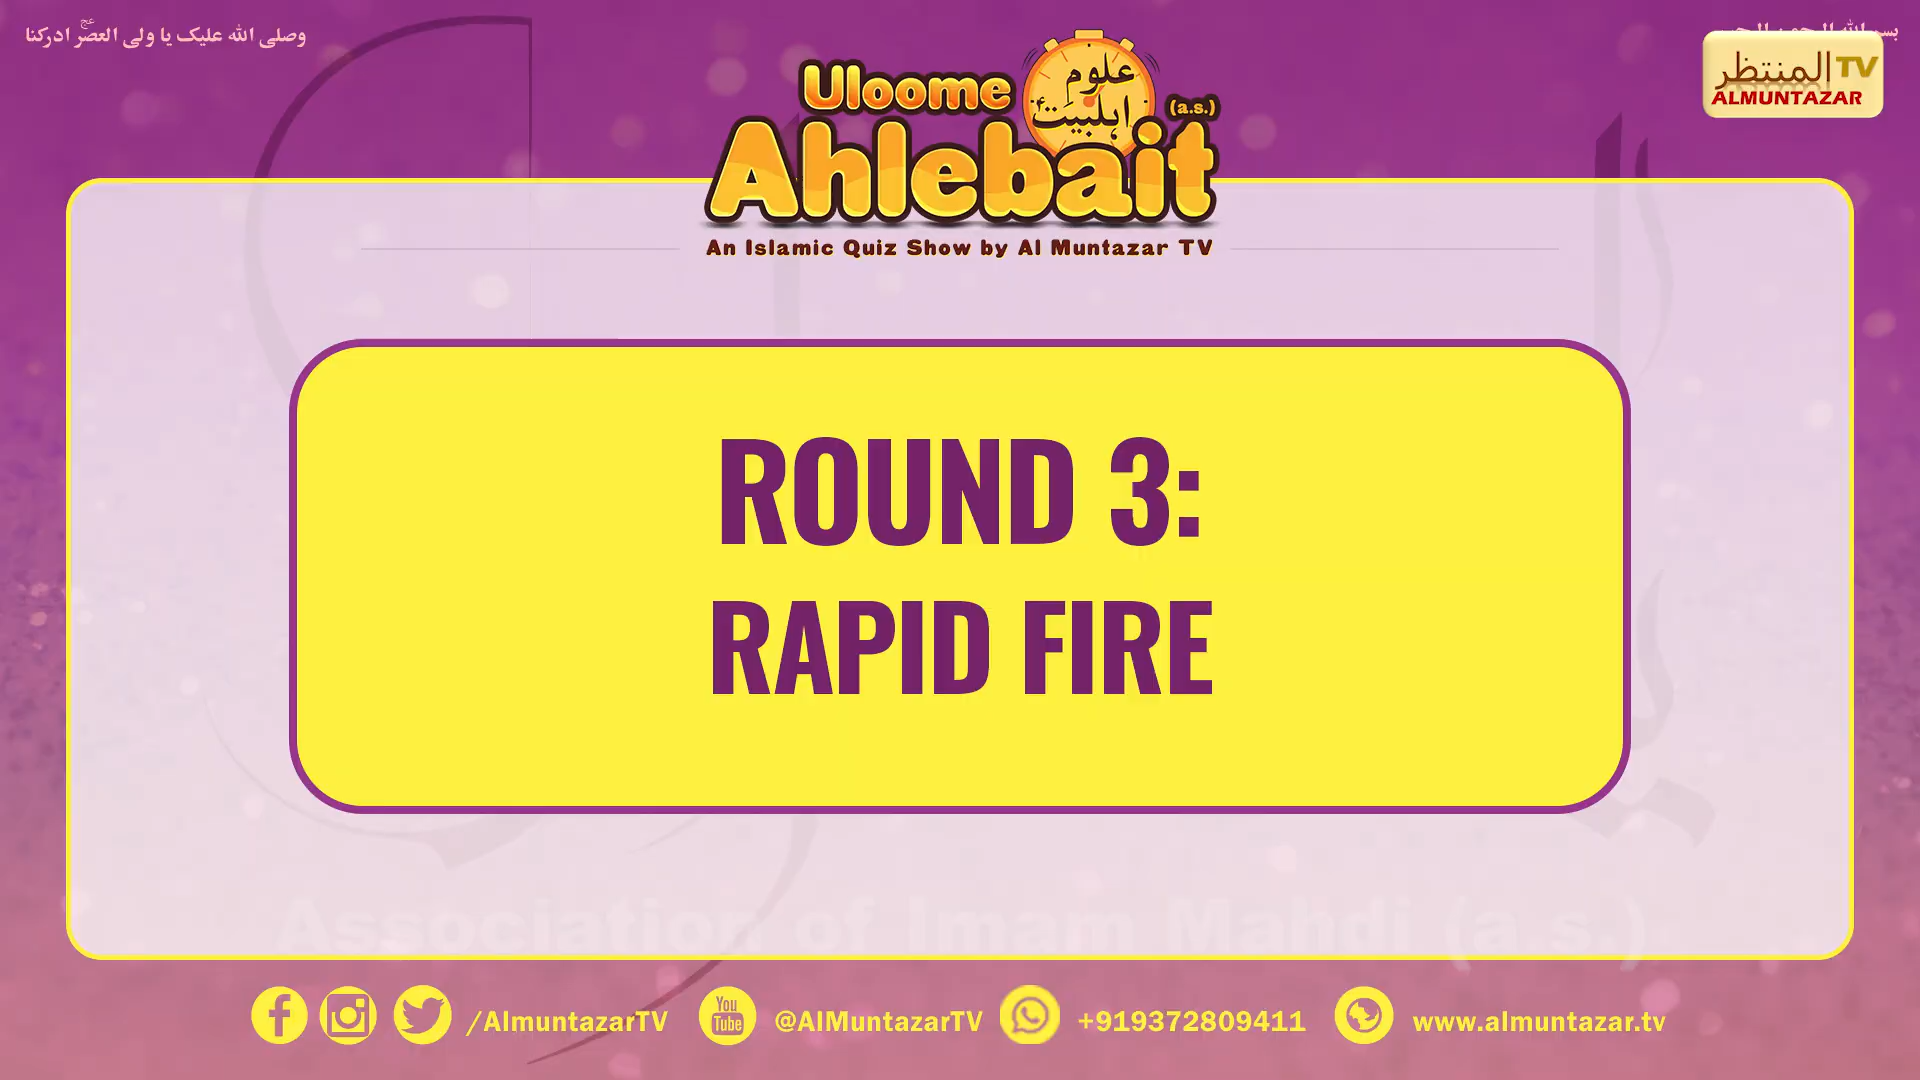 وصلی الله علیک یا ولی العصرؑ ادرکنا
المنتظر TV
ALMUNTAZAR
Uloome
علوم
اہلبیت
(a.s.)
Ahlebait
An Islamic Quiz Show by Al Muntazar TV
ROUND 3:
RAPID FIRE
Association of Imam Mahdi (a.s.)
/AlmuntazarTV
You
Tube
@AlMuntazarTV
+919372809411
www.almuntazar.tv